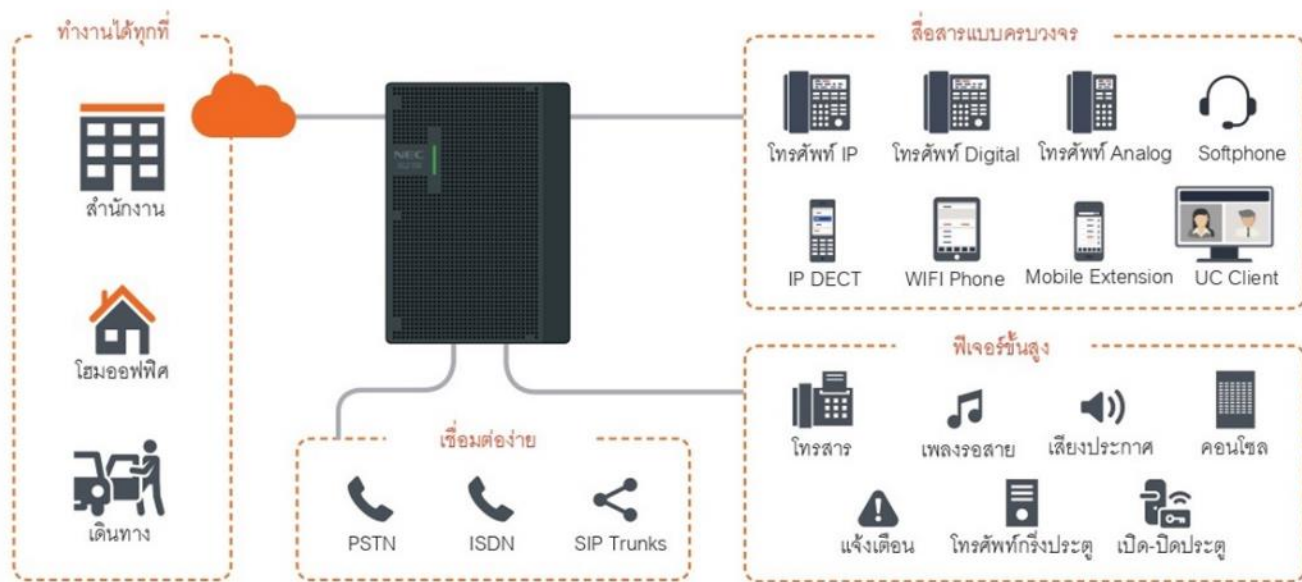 ทำงานได้ทุกที่
สำนักงาน
โฮมออฟฟิศ
เดินทาง
NEC
สื่อสารแบบครบวงจร
โทรศัพท์ IP
โทรศัพท์ Digital
โทรศัพท์ Analog
Softphone
IP DECT
WIFI Phone
Mobile Extension
UC Client
เชื่อมต่อง่าย
PSTN
ISDN
SIP Trunks
ฟีเจอร์ขั้นสูง
โทรสาร
เพลงรอสาย
เสียงประกาศ
คอนโซล
แจ้งเตือน
โทรศัพท์กริ่งประตู
เปิด-ปิดประตู